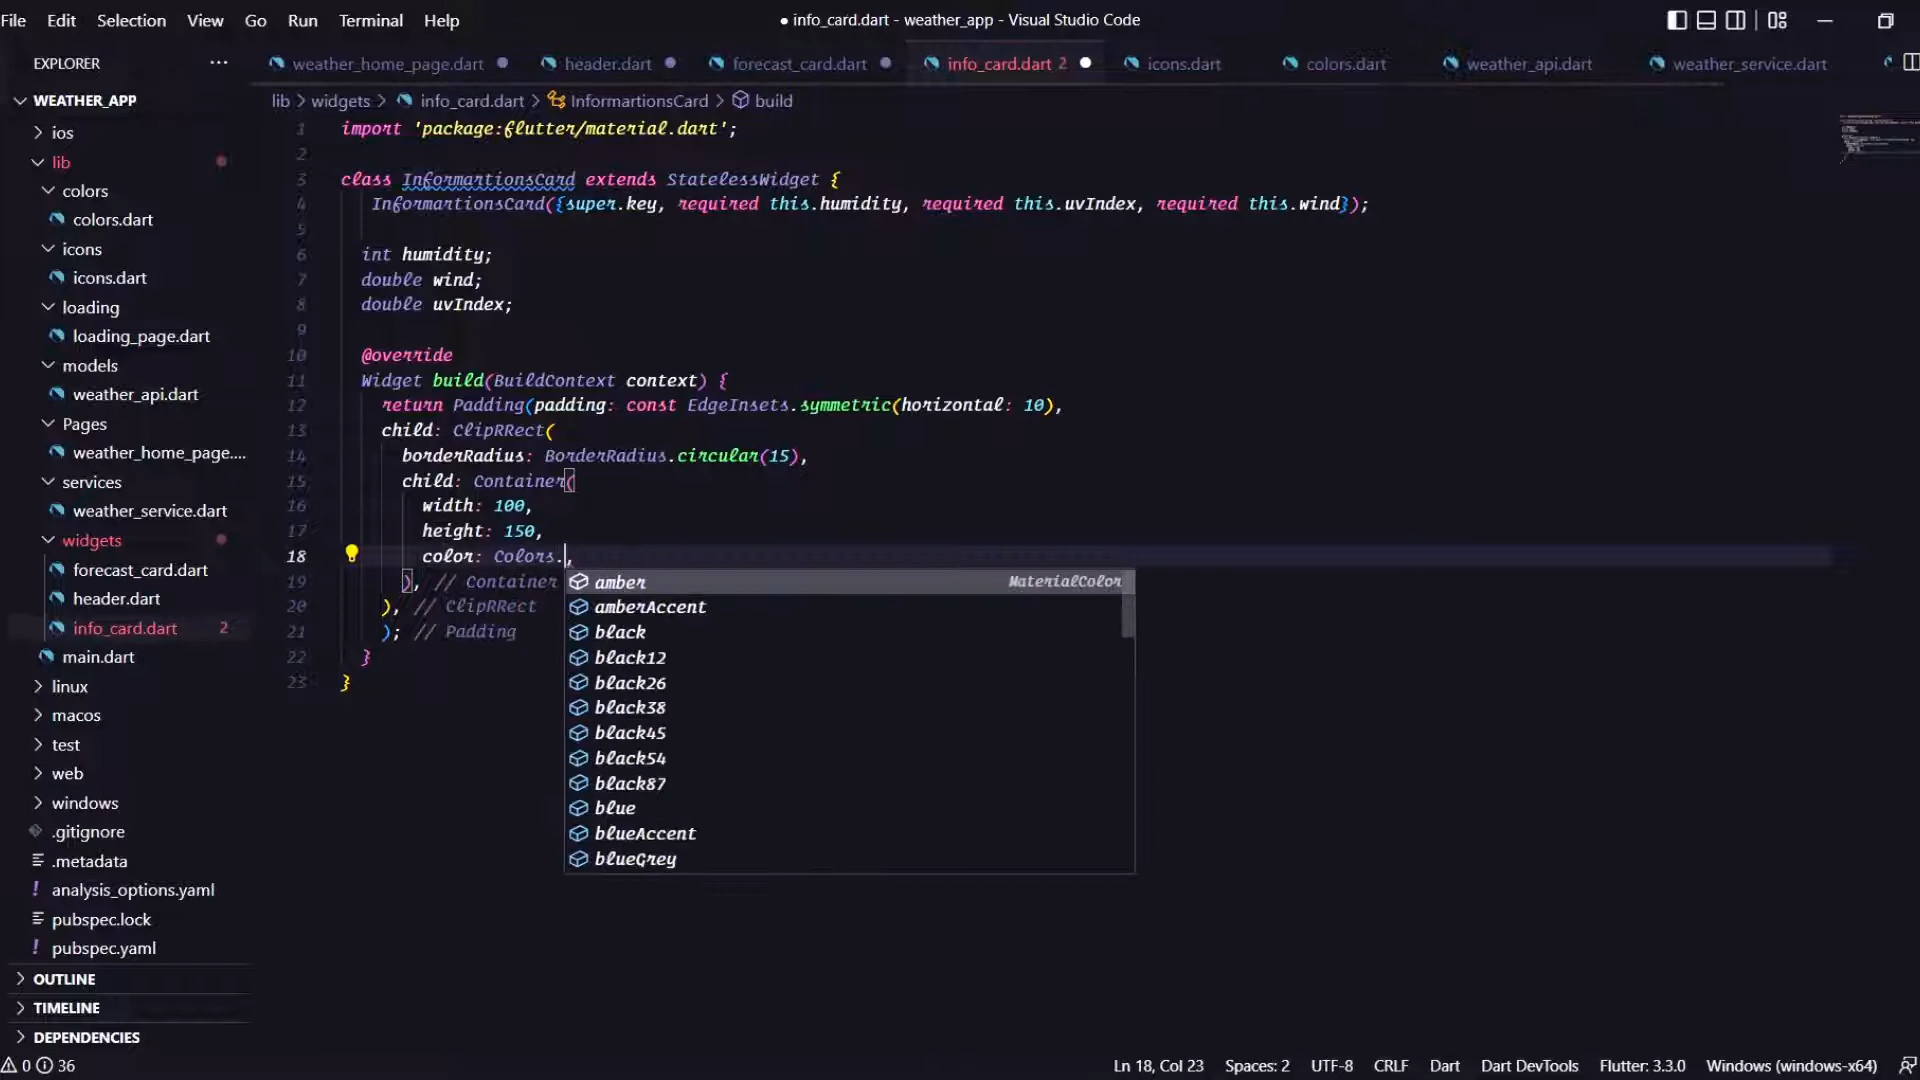 File Edit Selection View Go Run Terminal Help
● info_card.dart - weather_app - Visual Studio Code
EXPLORER ···
weather_home_page.dart header.dart forecast_card.dart info_card.dart 2 icons.dart colors.dart weather_api.dart weather_service.dart
WEATHER_APP
ios
lib
colors
colors.dart
icons
icons.dart
loading
loading_page.dart
models
weather_api.dart
Pages
weather_home_page....
services
weather_service.dart
widgets
forecast_card.dart
header.dart
info_card.dart 2
main.dart
linux
macos
test
web
windows
.gitignore
.metadata
analysis_options.yaml
pubspec.lock
pubspec.yaml
OUTLINE
TIMELINE
DEPENDENCIES
lib > widgets > info_card.dart > InformartionsCard > build
1 import 'package:flutter/material.dart';
2
3 class InformartionsCard extends StatelessWidget {
4 InformartionsCard({super.key, required this.humidity, required this.uvIndex, required this.wind});
5
6 int humidity;
7 double wind;
8 double uvIndex;
9
10 @override
11 Widget build(BuildContext context) {
12 return Padding(padding: const EdgeInsets.symmetric(horizontal: 10),
13 child: ClipRRect(
14 borderRadius: BorderRadius.circular(15),
15 child: Container(
16 width: 100,
17 height: 150,
18 color: Colors.,
19 ), // Container
20 ), // ClipRRect
21 ); // Padding
22 }
23 }
amber MaterialColor
amberAccent
black
black12
black26
black38
black45
black54
black87
blue
blueAccent
blueGrey
0 36
Ln 18, Col 23 Spaces: 2 UTF-8 CRLF Dart Dart DevTools Flutter: 3.3.0 Windows (windows-x64)